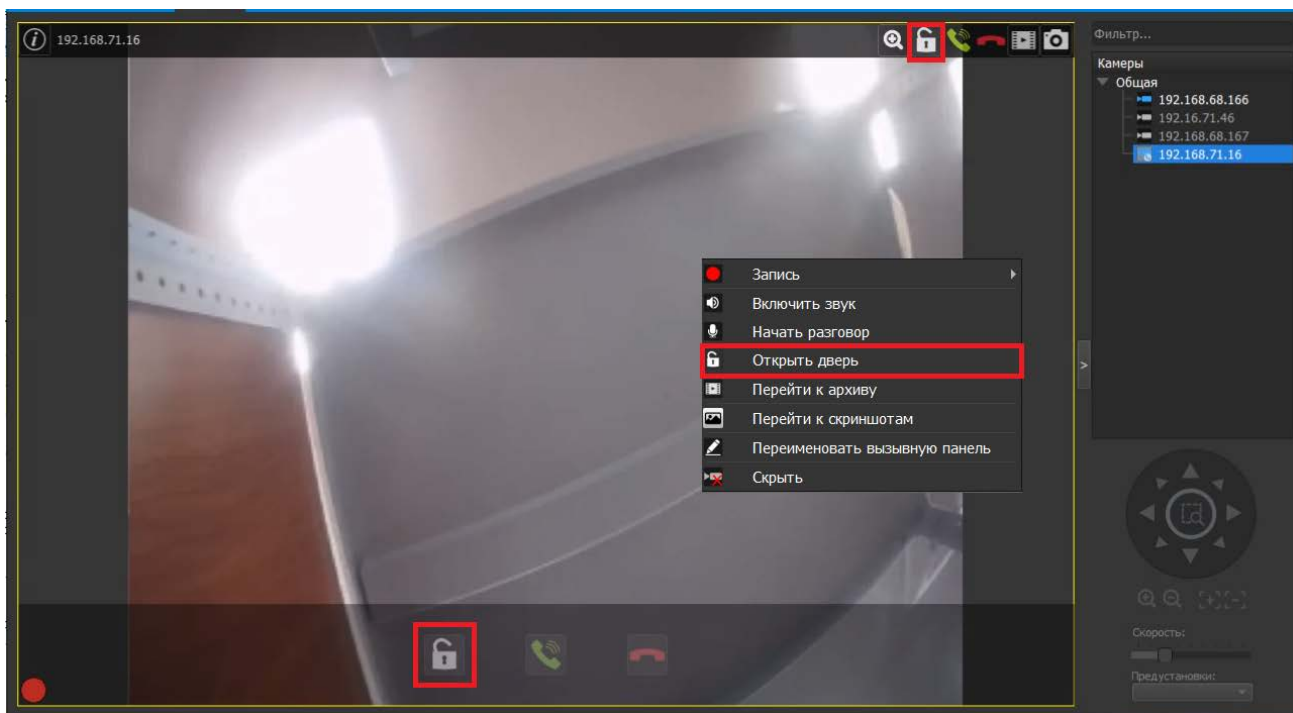 192.168.71.16
Фильтр...
Камеры
Общая
192.168.68.166
192.16.71.46
192.168.68.167
192.168.71.16
Запись
Включить звук
Начать разговор
Открыть дверь
Перейти к архиву
Перейти к скриншотам
Переименовать вызывную панель
Скрыть
Скорость:
Предустановки: